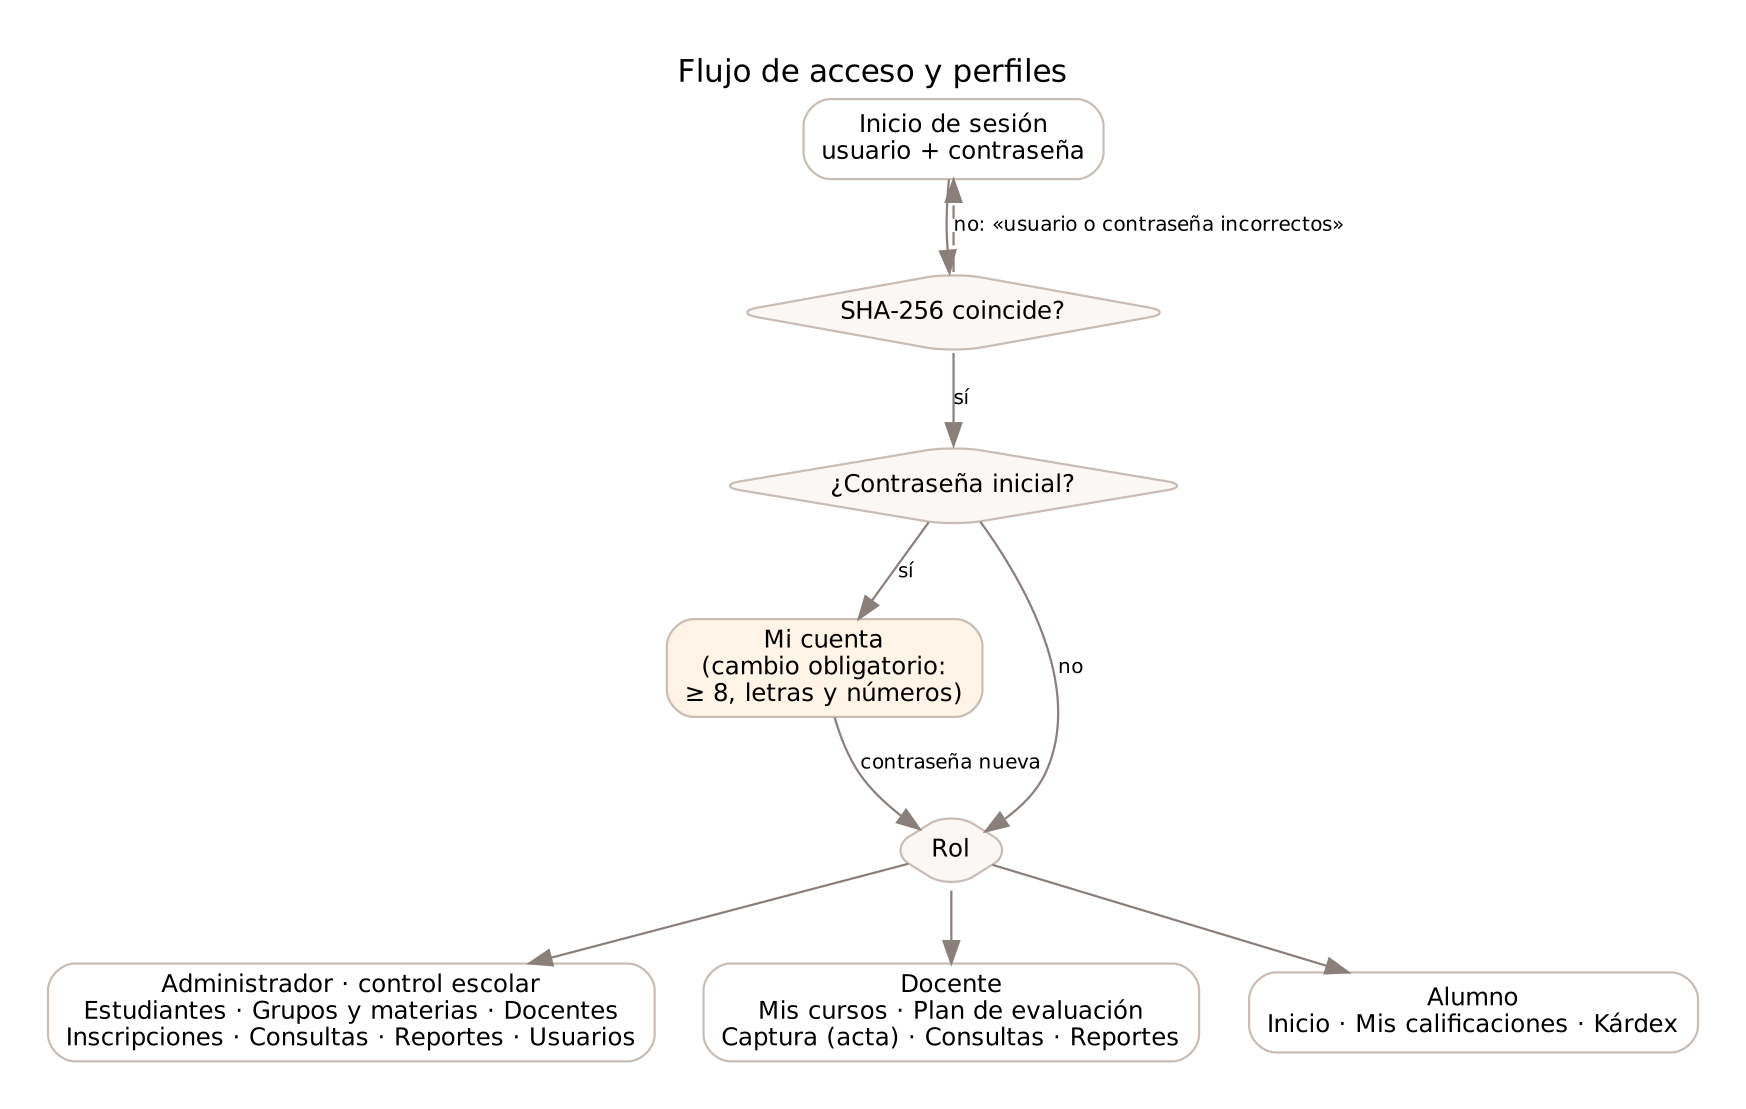 Flujo de acceso y perfiles
Inicio de sesión
usuario + contraseña
no: «usuario o contraseña incorrectos»
SHA-256 coincide?
sí
¿Contraseña inicial?
sí
Mi cuenta
(cambio obligatorio:
≥ 8, letras y números)
no
contraseña nueva
Rol
Administrador · control escolar
Estudiantes · Grupos y materias · Docentes
Inscripciones · Consultas · Reportes · Usuarios
Docente
Mis cursos · Plan de evaluación
Captura (acta) · Consultas · Reportes
Alumno
Inicio · Mis calificaciones · Kárdex